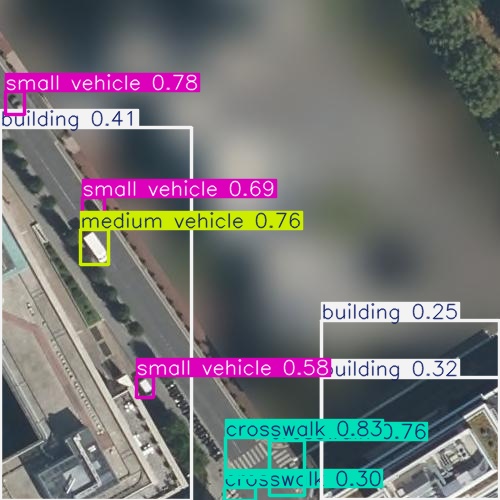 small vehicle 0.78
building 0.41
small vehicle 0.69
medium vehicle 0.76
building 0.25
small vehicle 0.58
building 0.32
crosswalk 0.83
0.76
crosswalk 0.30